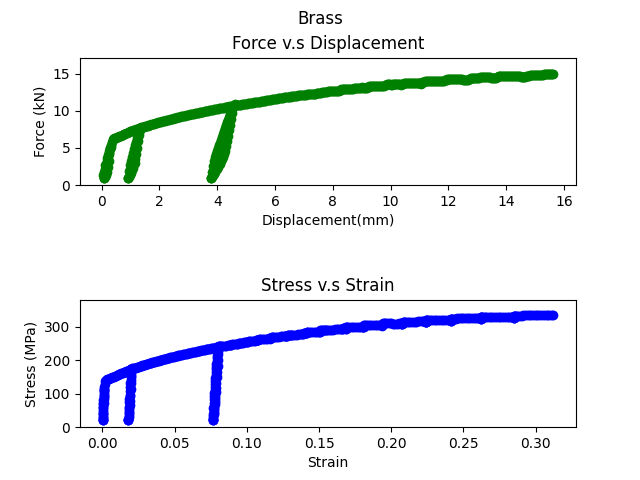 Brass
Force v.s Displacement
15
10
5
0
Force (kN)
0 2 4 6 8 10 12 14 16
Displacement(mm)
Stress v.s Strain
300
200
100
0
Stress (MPa)
0.00 0.05 0.10 0.15 0.20 0.25 0.30
Strain